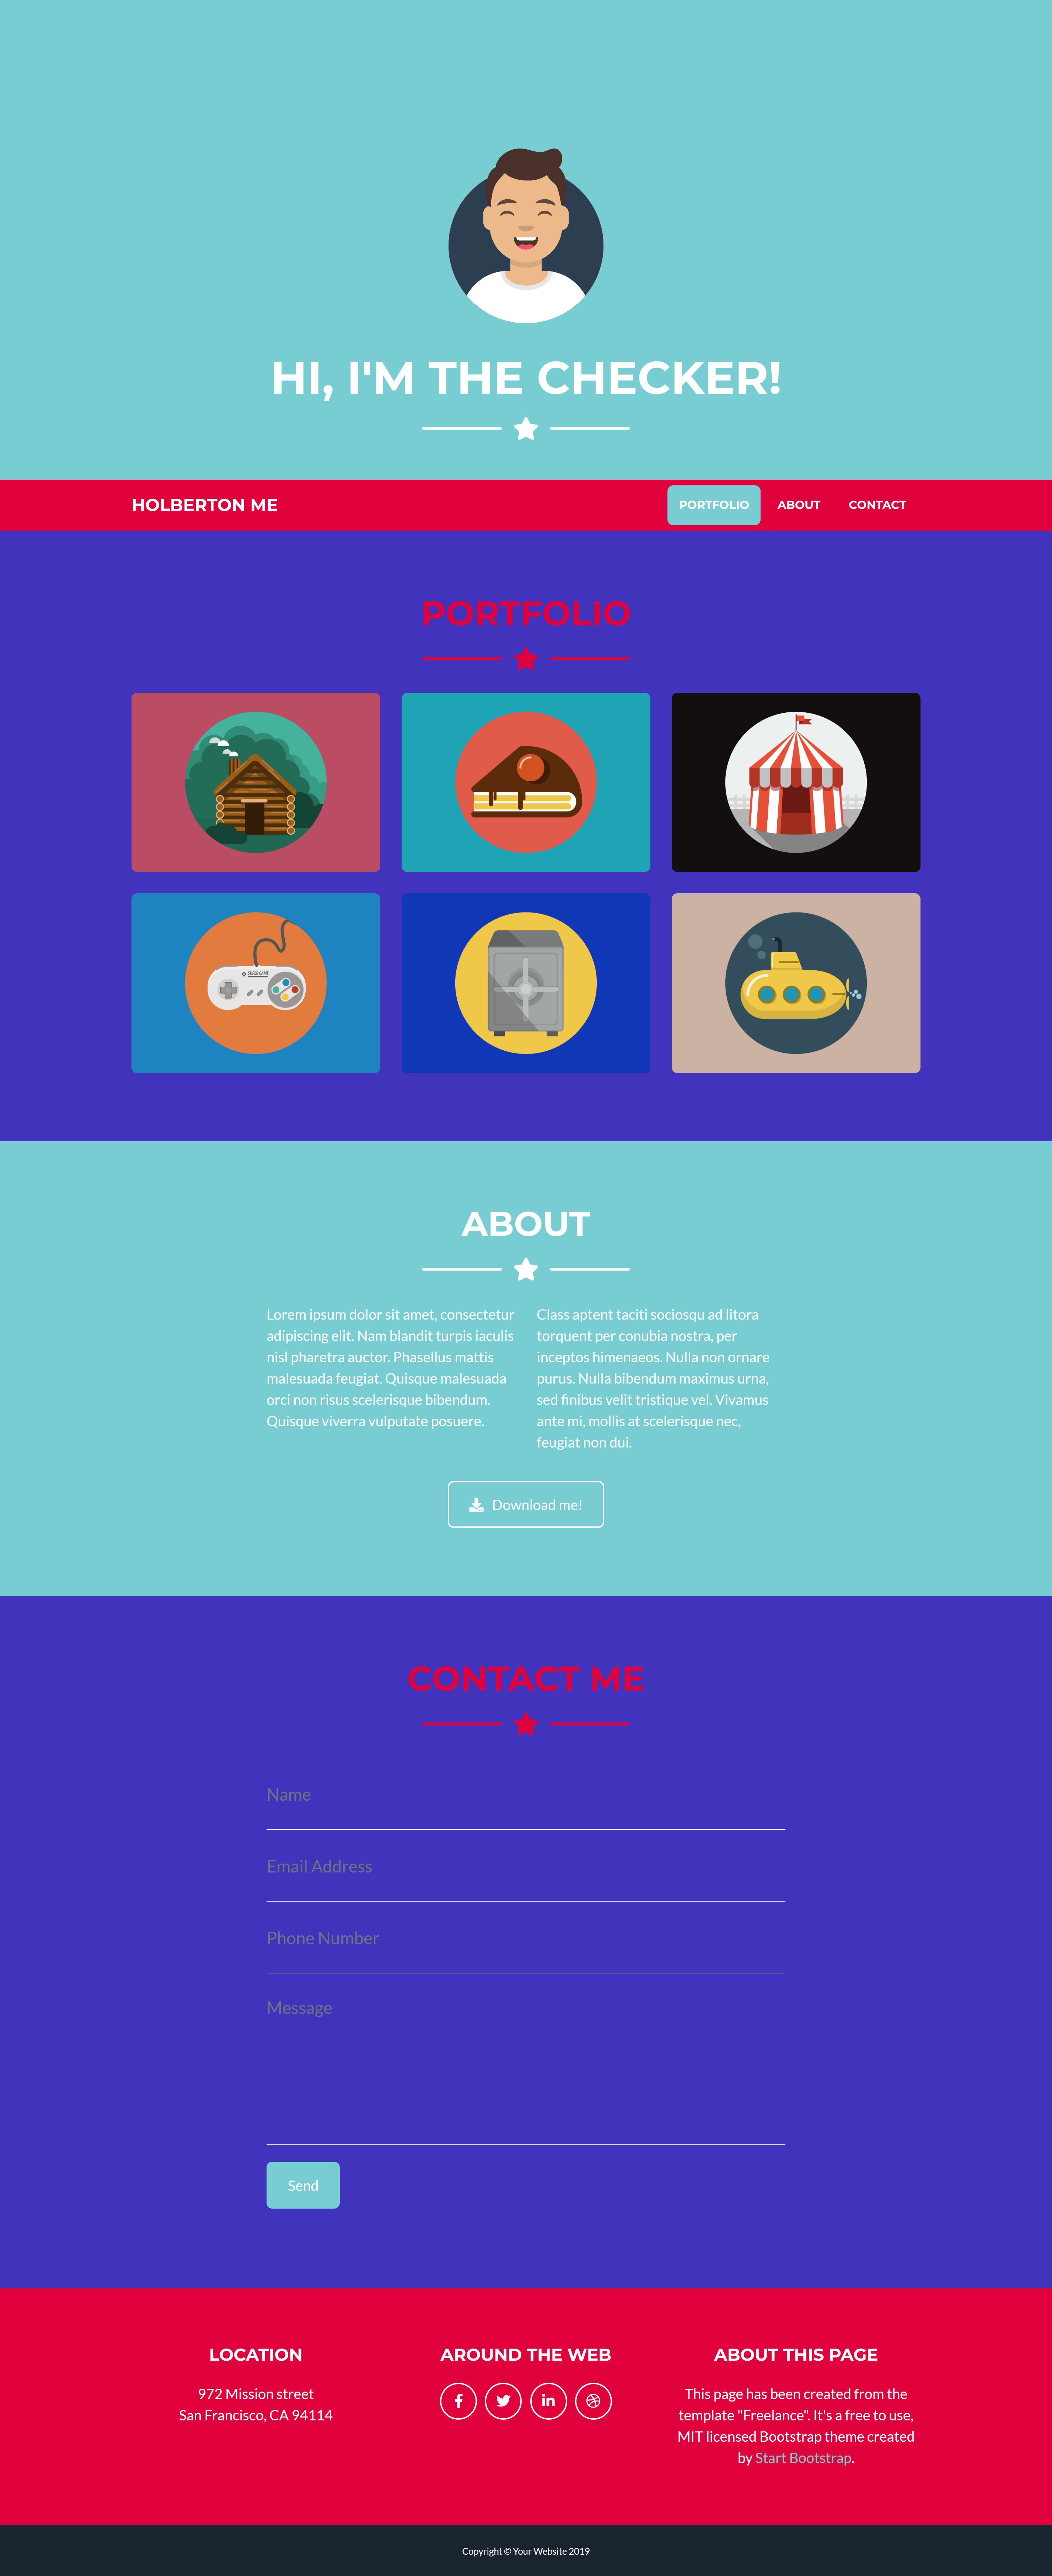 HI, I'M THE CHECKER!
HOLBERTON ME
PORTFOLIO
ABOUT
CONTACT
PORTFOLIO
SUPER GAME
ABOUT
Lorem ipsum dolor sit amet, consectetur
adipiscing elit. Nam blandit turpis iaculis
nisl pharetra auctor. Phasellus mattis
malesuada feugiat. Quisque malesuada
orci non risus scelerisque bibendum.
Quisque viverra vulputate posuere.
Class aptent taciti sociosqu ad litora
torquent per conubia nostra, per
inceptos himenaeos. Nulla non ornare
purus. Nulla bibendum maximus urna,
sed finibus velit tristique vel. Vivamus
ante mi, mollis at scelerisque nec,
feugiat non dui.
Download me!
CONTACT ME
Name
Email Address
Phone Number
Message
Send
LOCATION
972 Mission street
San Francisco, CA 94114
AROUND THE WEB
ABOUT THIS PAGE
This page has been created from the
template "Freelance". It's a free to use,
MIT licensed Bootstrap theme created
by Start Bootstrap.
Copyright © Your Website 2019